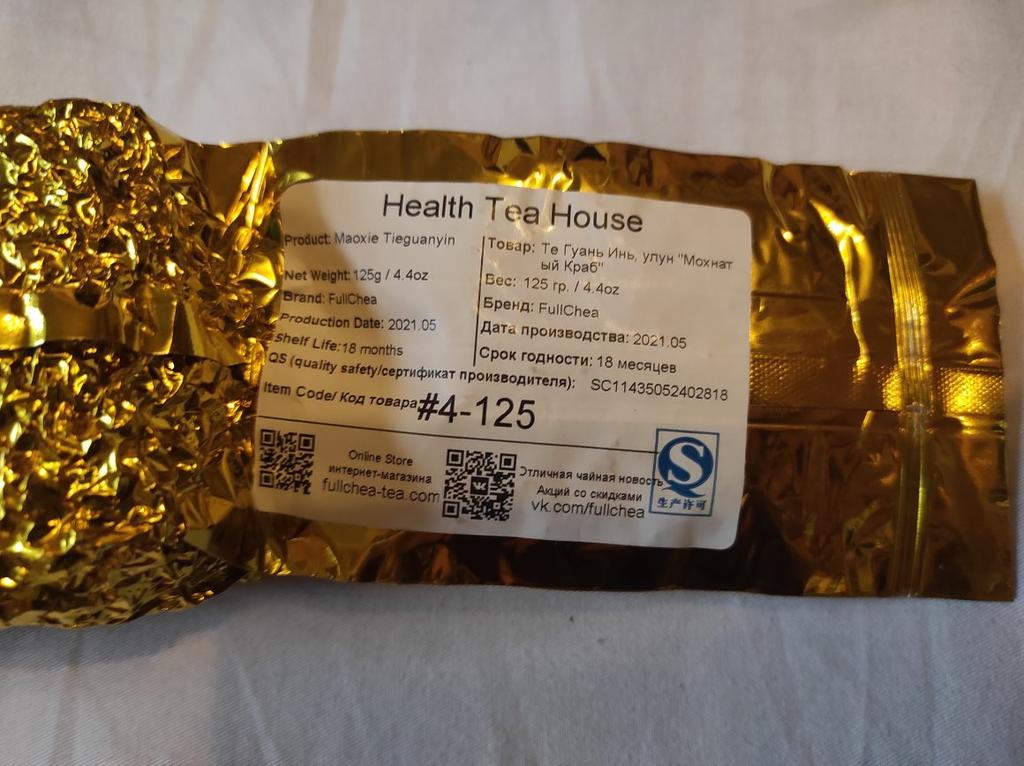 Health Tea House
Product: Maoxie Tieguanyin
Net Weight: 125g / 4.4oz
Brand: FullChea
Production Date: 2021.05
Shelf Life:18 months
Товар: Те Гуань Инь, улун "Мохнат
ый Краб"
Вес: 125 гр. / 4.4oz
Бренд: FullChea
Дата производства: 2021.05
Срок годности: 18 месяцев
QS (quality safety/сертификат производителя): SC11435052402818
Item Code/ Код товара #4-125
Online Store
интернет-магазина
fullchea-tea.com
VK
Отличная чайная новость
Акций со скидками
vk.com/fullchea
S
生产许可